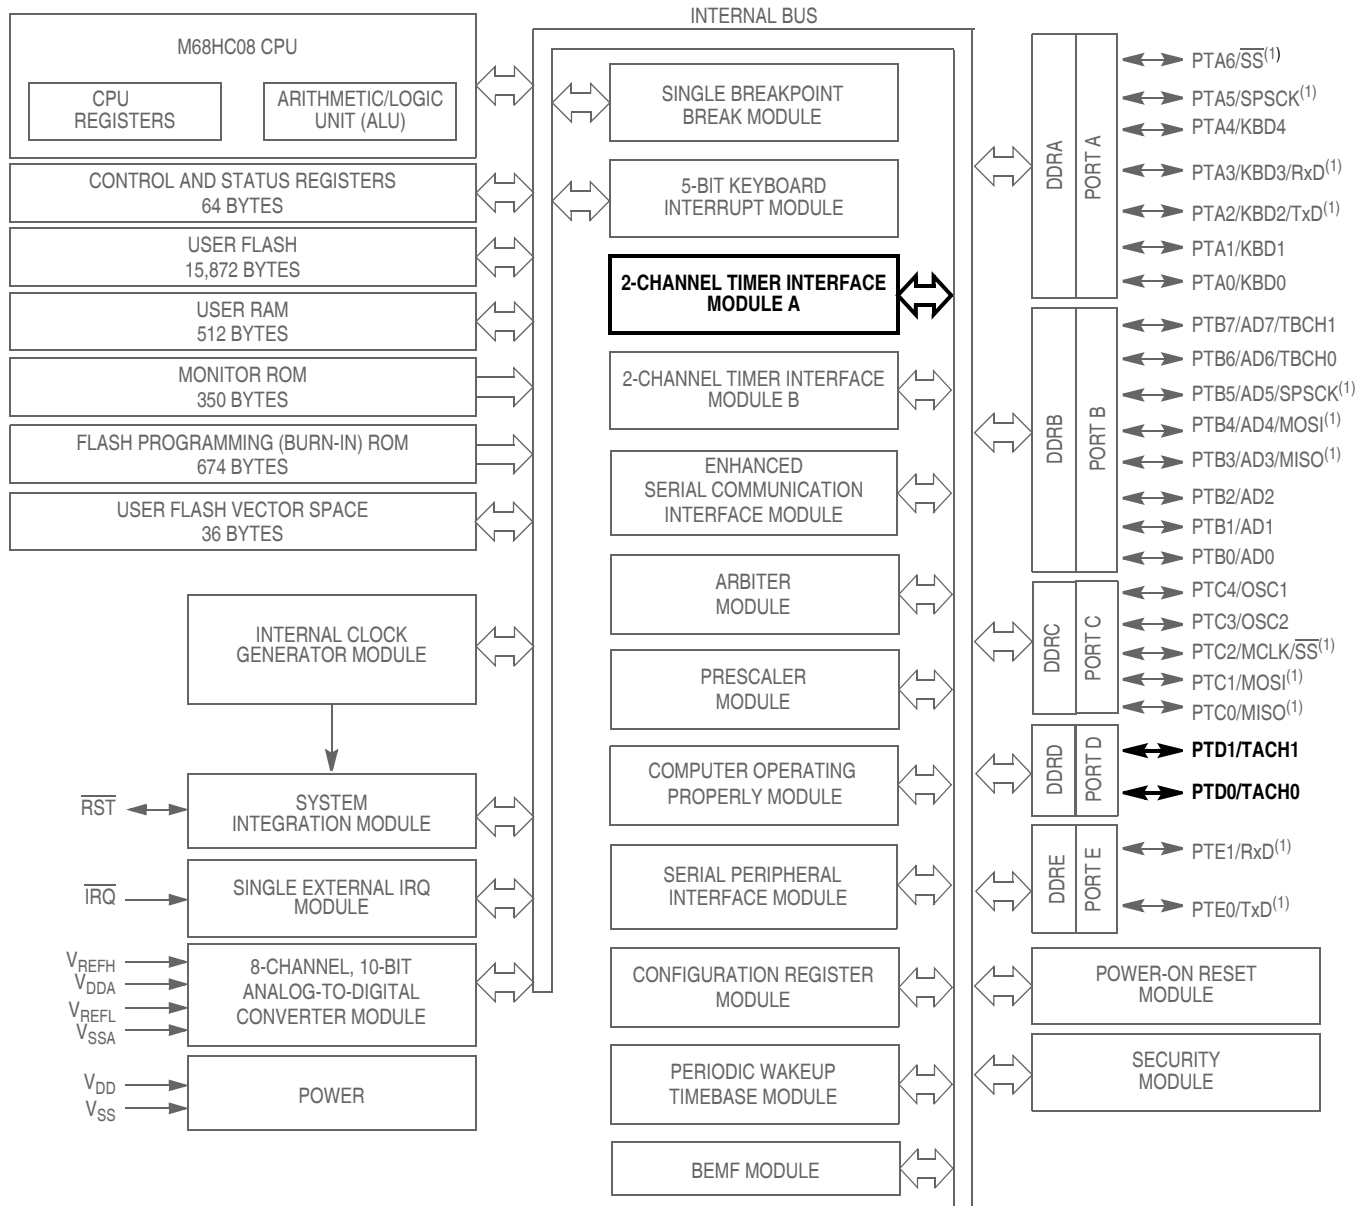 INTERNAL BUS
M68HC08 CPU
CPU
REGISTERS
ARITHMETIC/LOGIC
UNIT (ALU)
CONTROL AND STATUS REGISTERS
64 BYTES
USER FLASH
15,872 BYTES
USER RAM
512 BYTES
MONITOR ROM
350 BYTES
FLASH PROGRAMMING (BURN-IN) ROM
674 BYTES
USER FLASH VECTOR SPACE
36 BYTES
INTERNAL CLOCK
GENERATOR MODULE
RST
SYSTEM
INTEGRATION MODULE
IRQ
SINGLE EXTERNAL IRQ
MODULE
VREFH
VDDA
VREFL
VSSA
8-CHANNEL, 10-BIT
ANALOG-TO-DIGITAL
CONVERTER MODULE
VDD
VSS
POWER
SINGLE BREAKPOINT
BREAK MODULE
5-BIT KEYBOARD
INTERRUPT MODULE
2-CHANNEL TIMER INTERFACE
MODULE A
2-CHANNEL TIMER INTERFACE
MODULE B
ENHANCED
SERIAL COMMUNICATION
INTERFACE MODULE
ARBITER
MODULE
PRESCALER
MODULE
COMPUTER OPERATING
PROPERLY MODULE
SERIAL PERIPHERAL
INTERFACE MODULE
CONFIGURATION REGISTER
MODULE
PERIODIC WAKEUP
TIMEBASE MODULE
BEMF MODULE
DDRA
PORT A
PTA6/SS(1)
PTA5/SPSCK(1)
PTA4/KBD4
PTA3/KBD3/RxD(1)
PTA2/KBD2/TxD(1)
PTA1/KBD1
PTA0/KBD0
DDRB
PORT B
PTB7/AD7/TBCH1
PTB6/AD6/TBCH0
PTB5/AD5/SPSCK(1)
PTB4/AD4/MOSI(1)
PTB3/AD3/MISO(1)
PTB2/AD2
PTB1/AD1
PTB0/AD0
DDRC
PORT C
PTC4/OSC1
PTC3/OSC2
PTC2/MCLK/SS(1)
PTC1/MOSI(1)
PTC0/MISO(1)
DDRD
PORT D
PTD1/TACH1
PTD0/TACH0
DDRE
PORT E
PTE1/RxD(1)
PTE0/TxD(1)
POWER-ON RESET
MODULE
SECURITY
MODULE